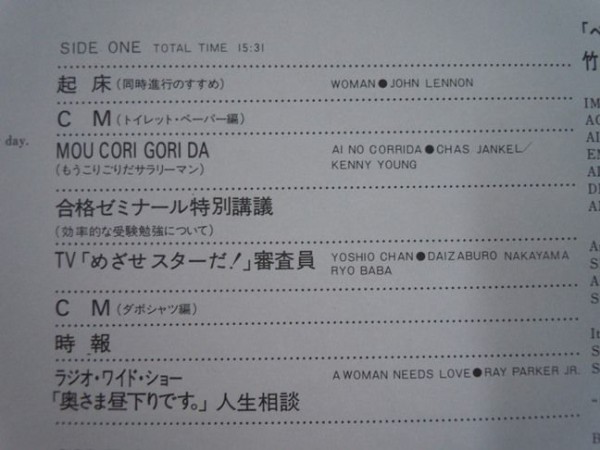 SIDE ONE TOTAL TIME 15:31
起 床(同時進行のすすめ) WOMAN●JOHN LENNON
C M(トイレット・ペーパー編)
MOU CORI GORI DA AI NO CORRIDA●CHAS JANKEL/
(もうこりごりだサラリーマン) KENNY YOUNG
合格ゼミナール特別講議
(効率的な受験勉強について)
TV「めざせスターだ!」審査員 YOSHIO CHAN●DAIZABURO NAKAYAMA
RYO BABA
C M(ダボシャツ編)
時 報
ラジオ・ワイド・ショー A WOMAN NEEDS LOVE●RAY PARKER JR.
「奥さま昼下りです。」人生相談
day.
竹